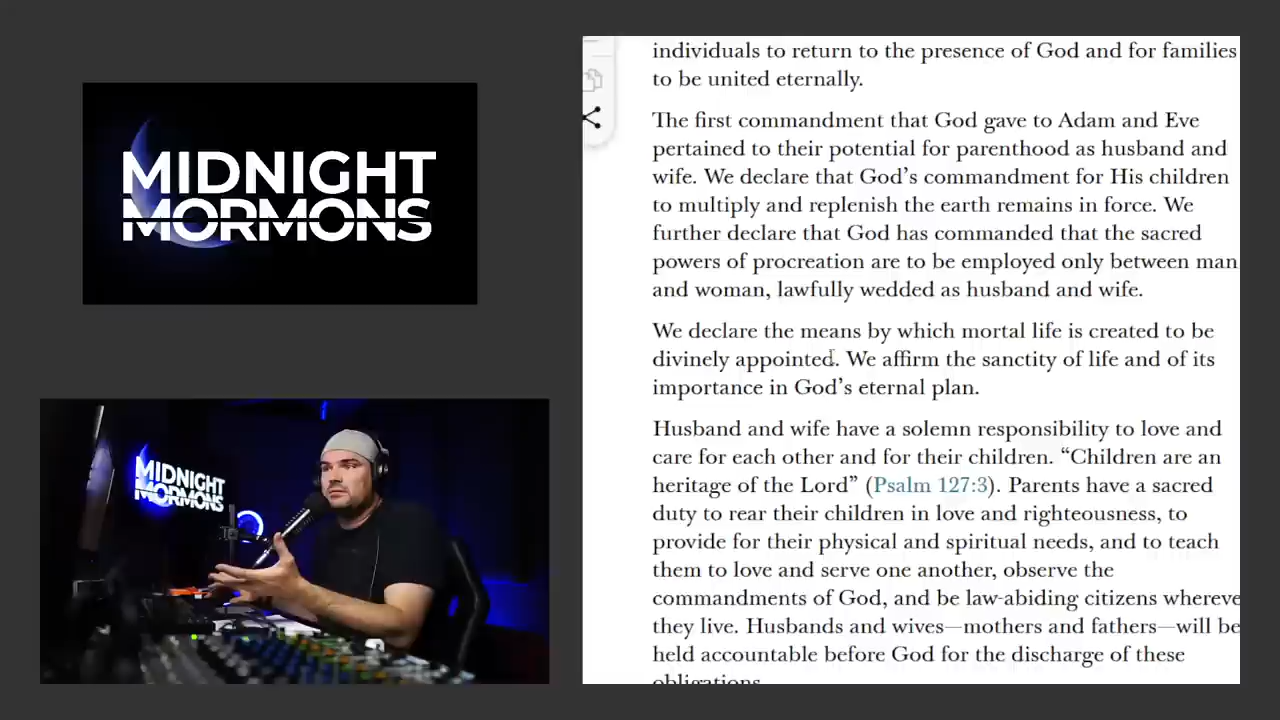 MIDNIGHT
MORMONS
MIDNIGHT
MORMONS
individuals to return to the presence of God and for families
to be united eternally.
The first commandment that God gave to Adam and Eve
pertained to their potential for parenthood as husband and
wife. We declare that God’s commandment for His children
to multiply and replenish the earth remains in force. We
further declare that God has commanded that the sacred
powers of procreation are to be employed only between man
and woman, lawfully wedded as husband and wife.
We declare the means by which mortal life is created to be
divinely appointed. We affirm the sanctity of life and of its
importance in God’s eternal plan.
Husband and wife have a solemn responsibility to love and
care for each other and for their children. “Children are an
heritage of the Lord” (Psalm 127:3). Parents have a sacred
duty to rear their children in love and righteousness, to
provide for their physical and spiritual needs, and to teach
them to love and serve one another, observe the
commandments of God, and be law-abiding citizens whereve
they live. Husbands and wives—mothers and fathers—will be
held accountable before God for the discharge of these
obligations.